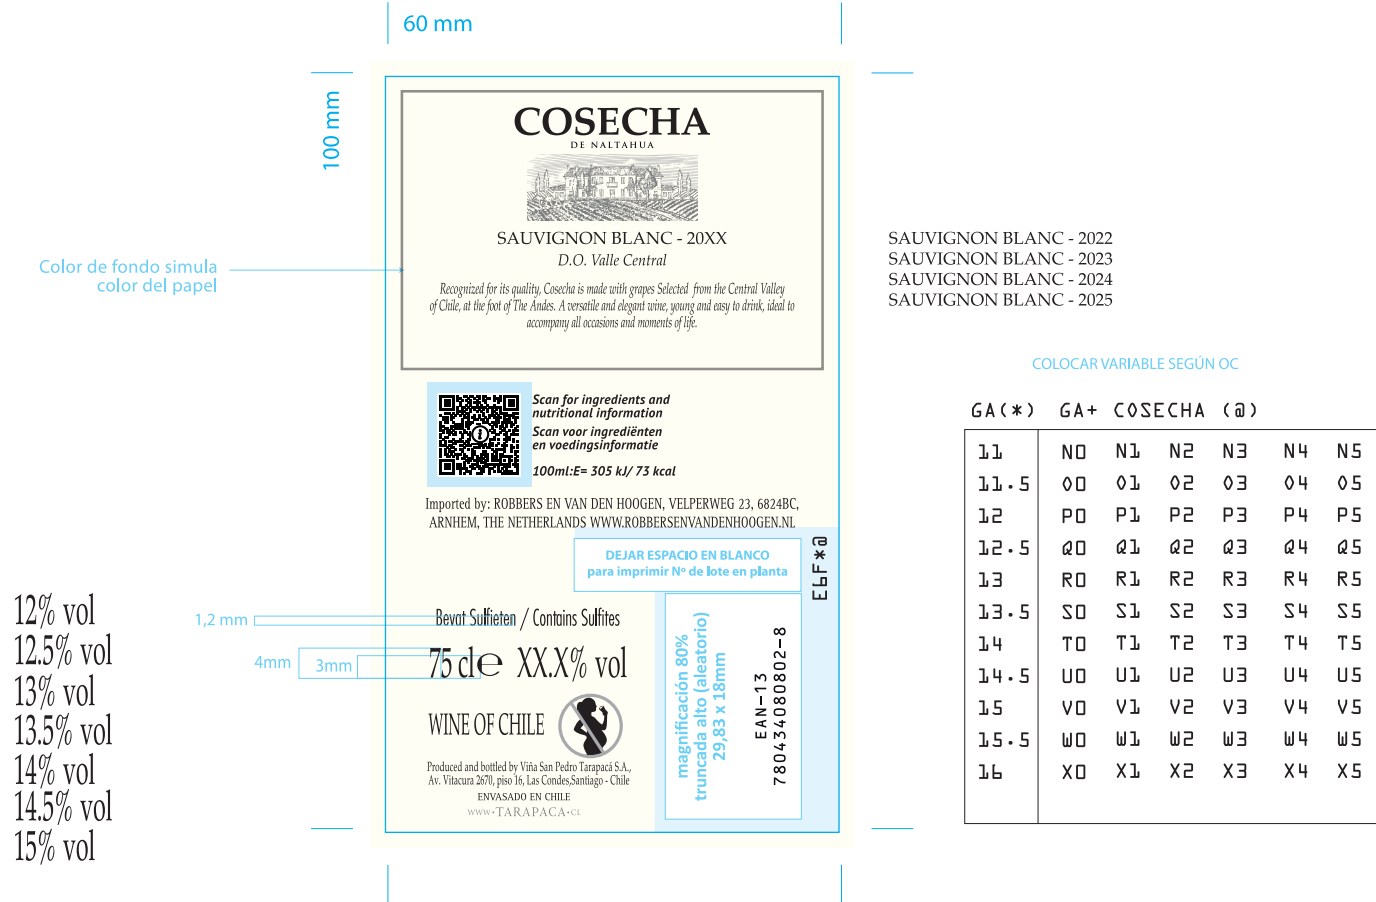 60 mm
100 mm
COSECHA
DE NALTAHUA
SAUVIGNON BLANC - 20XX
D.O. Valle Central
Recognized for its quality, Cosecha is made with grapes Selected from the Central Valley
of Chile, at the foot of The Andes. A versatile and elegant wine, young and easy to drink, ideal to
accompany all occasions and moments of life.
Color de fondo simula
color del papel
SAUVIGNON BLANC - 2022
SAUVIGNON BLANC - 2023
SAUVIGNON BLANC - 2024
SAUVIGNON BLANC - 2025
Scan for ingredients and
nutritional information
Scan voor ingrediënten
en voedingsinformatie
100ml:E= 305 kJ/ 73 kcal
Imported by: ROBBERS EN VAN DEN HOOGEN, VELPERWEG 23, 6824BC,
ARNHEM, THE NETHERLANDS WWW.ROBBERSENVANDENHOOGEN.NL
DEJAR ESPACIO EN BLANCO
para imprimir Nº de lote en planta
E6F*@
1,2 mm
Bevat Sulfieten / Contains Sulfites
4mm
3mm
75 cl e XX.X% vol
WINE OF CHILE
Produced and bottled by Viña San Pedro Tarapacá S.A.,
Av. Vitacura 2670, piso 16, Las Condes,Santiago - Chile
ENVASADO EN CHILE
WWW•TARAPACA•CL
magnificación 80%
truncada alto (aleatorio)
29,83 x 18mm
EAN-13
780434080802-8
12% vol
12.5% vol
13% vol
13.5% vol
14% vol
14.5% vol
15% vol
COLOCAR VARIABLE SEGÚN OC
GA(*) GA+ COSECHA (@)
11 N0 N1 N2 N3 N4 N5
11.5 O0 O1 O2 O3 O4 O5
12 P0 P1 P2 P3 P4 P5
12.5 Q0 Q1 Q2 Q3 Q4 Q5
13 R0 R1 R2 R3 R4 R5
13.5 S0 S1 S2 S3 S4 S5
14 T0 T1 T2 T3 T4 T5
14.5 U0 U1 U2 U3 U4 U5
15 V0 V1 V2 V3 V4 V5
15.5 W0 W1 W2 W3 W4 W5
16 X0 X1 X2 X3 X4 X5